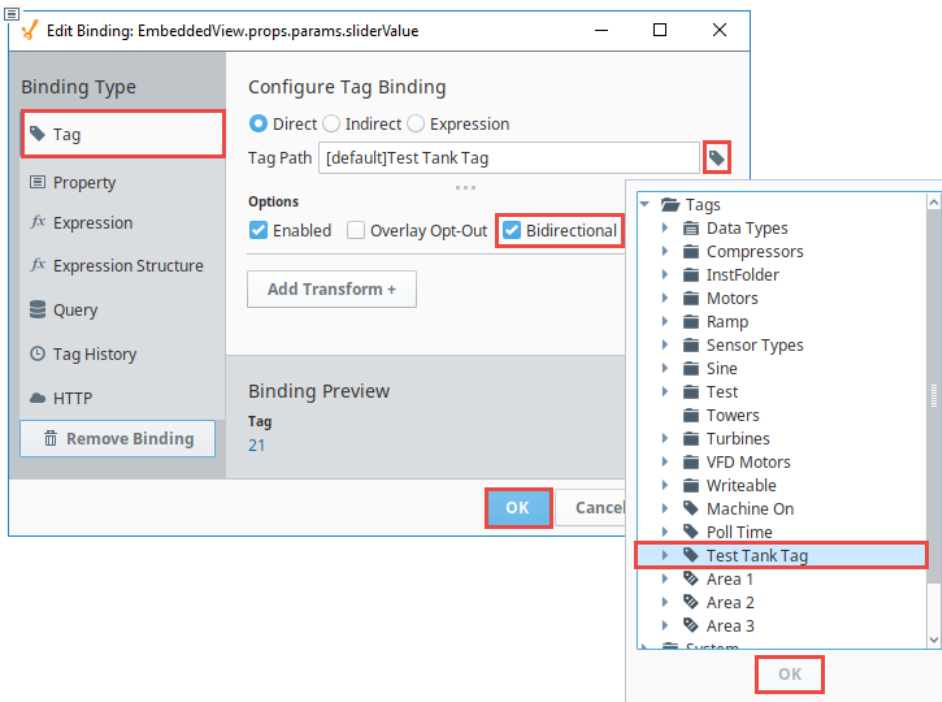 Edit Binding: EmbeddedView.props.params.sliderValue
Binding Type
Tag
Property
fx Expression
fx Expression Structure
Query
Tag History
HTTP
Remove Binding
Configure Tag Binding
Direct Indirect Expression
Tag Path [default]Test Tank Tag
Options
Enabled Overlay Opt-Out Bidirectional
Add Transform +
Binding Preview
Tag
21
OK Cancel
Tags
Data Types
Compressors
InstFolder
Motors
Ramp
Sensor Types
Sine
Test
Towers
Turbines
VFD Motors
Writeable
Machine On
Poll Time
Test Tank Tag
Area 1
Area 2
Area 3
System
OK